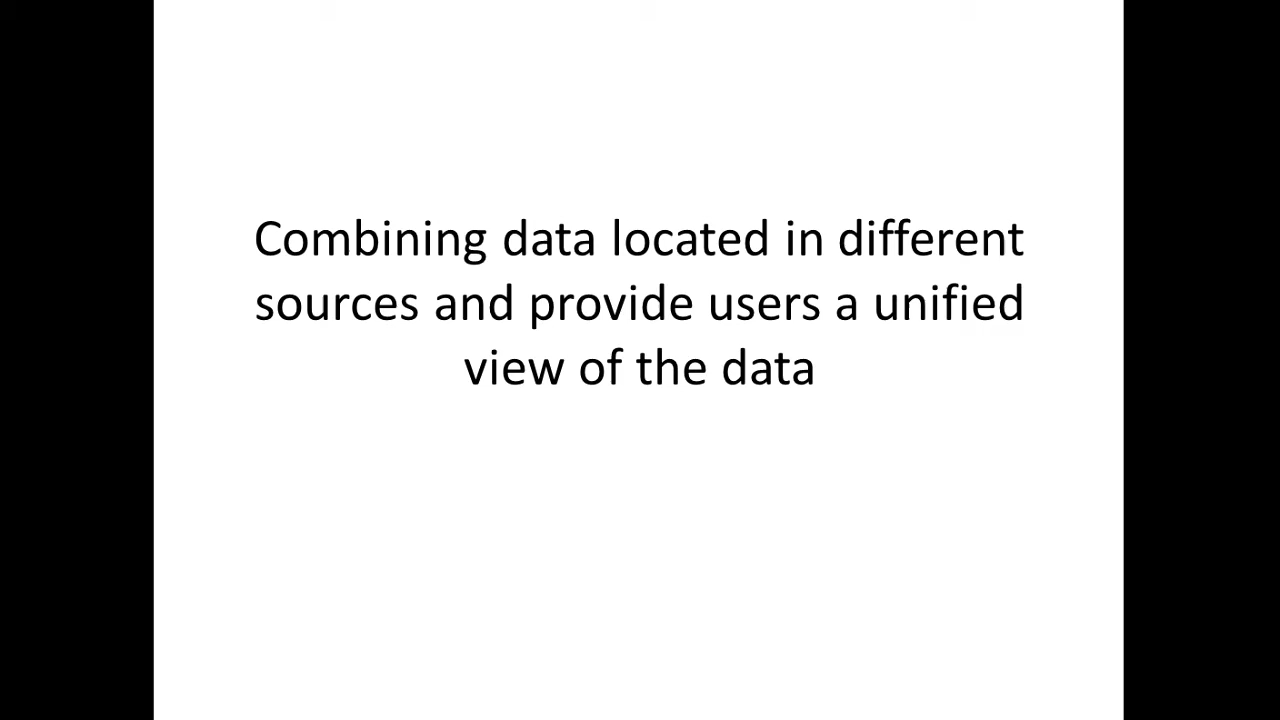 Combining data located in different
sources and provide users a unified
view of the data